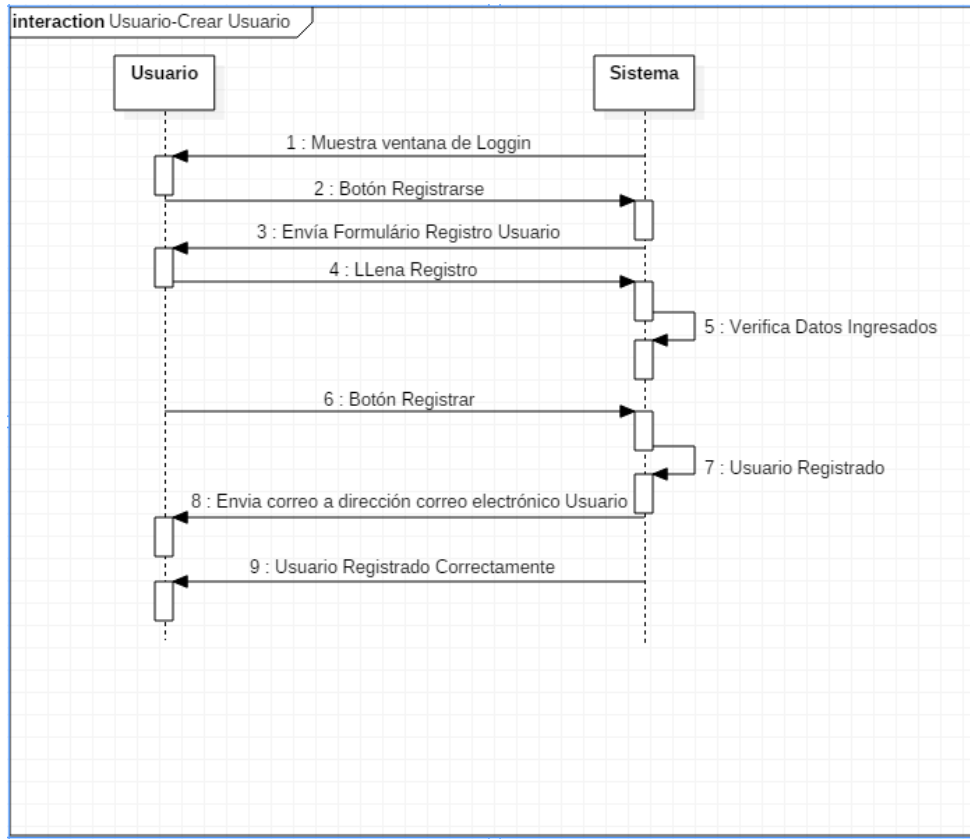 interaction Usuario-Crear Usuario
Usuario
Sistema
1 : Muestra ventana de Loggin
2 : Botón Registrarse
3 : Envía Formulário Registro Usuario
4 : LLena Registro
5 : Verifica Datos Ingresados
6 : Botón Registrar
7 : Usuario Registrado
8 : Envia correo a dirección correo electrónico Usuario
9 : Usuario Registrado Correctamente